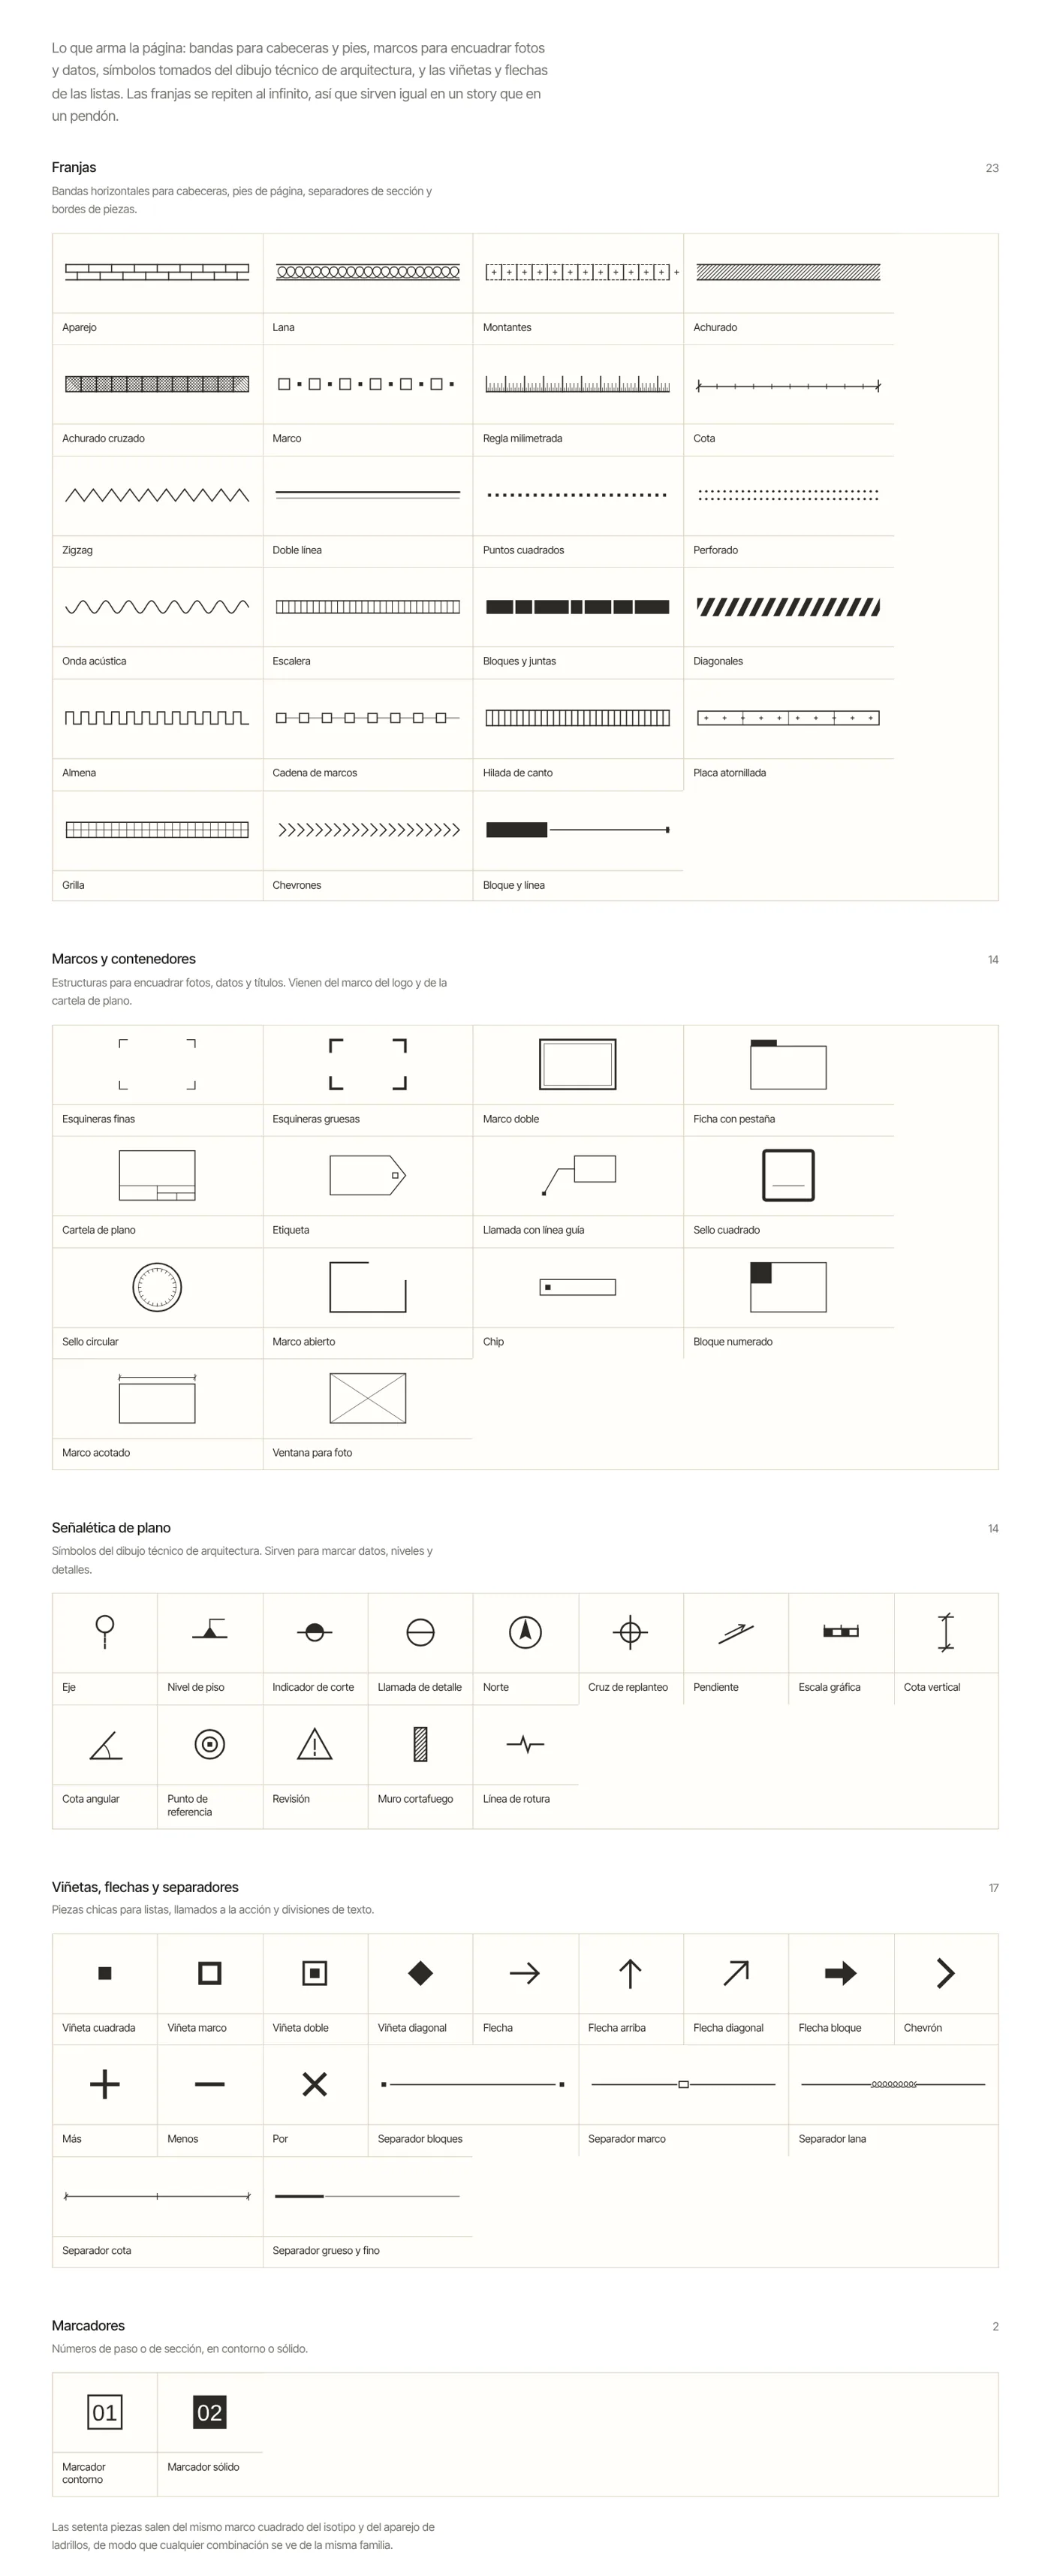 Lo que arma la página: bandas para cabeceras y pies, marcos para encuadrar fotos
y datos, símbolos tomados del dibujo técnico de arquitectura, y las viñetas y flechas
de las listas. Las franjas se repiten al infinito, así que sirven igual en un story que en
un pendón.
Franjas
23
Bandas horizontales para cabeceras, pies de página, separadores de sección y
bordes de piezas.
Aparejo
Lana
Montantes
Achurado
Achurado cruzado
Marco
Regla milimetrada
Cota
Zigzag
Doble línea
Puntos cuadrados
Perforado
Onda acústica
Escalera
Bloques y juntas
Diagonales
Almena
Cadena de marcos
Hilada de canto
Placa atornillada
Grilla
Chevrones
Bloque y línea
Marcos y contenedores
14
Estructuras para encuadrar fotos, datos y títulos. Vienen del marco del logo y de la
cartela de plano.
Esquineras finas
Esquineras gruesas
Marco doble
Ficha con pestaña
Cartela de plano
Etiqueta
Llamada con línea guía
Sello cuadrado
Sello circular
Marco abierto
Chip
Bloque numerado
Marco acotado
Ventana para foto
Señalética de plano
14
Símbolos del dibujo técnico de arquitectura. Sirven para marcar datos, niveles y
detalles.
Eje
Nivel de piso
Indicador de corte
Llamada de detalle
Norte
Cruz de replanteo
Pendiente
Escala gráfica
Cota vertical
Cota angular
Punto de
referencia
Revisión
Muro cortafuego
Línea de rotura
Viñetas, flechas y separadores
17
Piezas chicas para listas, llamados a la acción y divisiones de texto.
Viñeta cuadrada
Viñeta marco
Viñeta doble
Viñeta diagonal
Flecha
Flecha arriba
Flecha diagonal
Flecha bloque
Chevrón
Más
Menos
Por
Separador bloques
Separador marco
Separador lana
Separador cota
Separador grueso y fino
Marcadores
2
Números de paso o de sección, en contorno o sólido.
01
02
Marcador
contorno
Marcador sólido
Las setenta piezas salen del mismo marco cuadrado del isotipo y del aparejo de
ladrillos, de modo que cualquier combinación se ve de la misma familia.